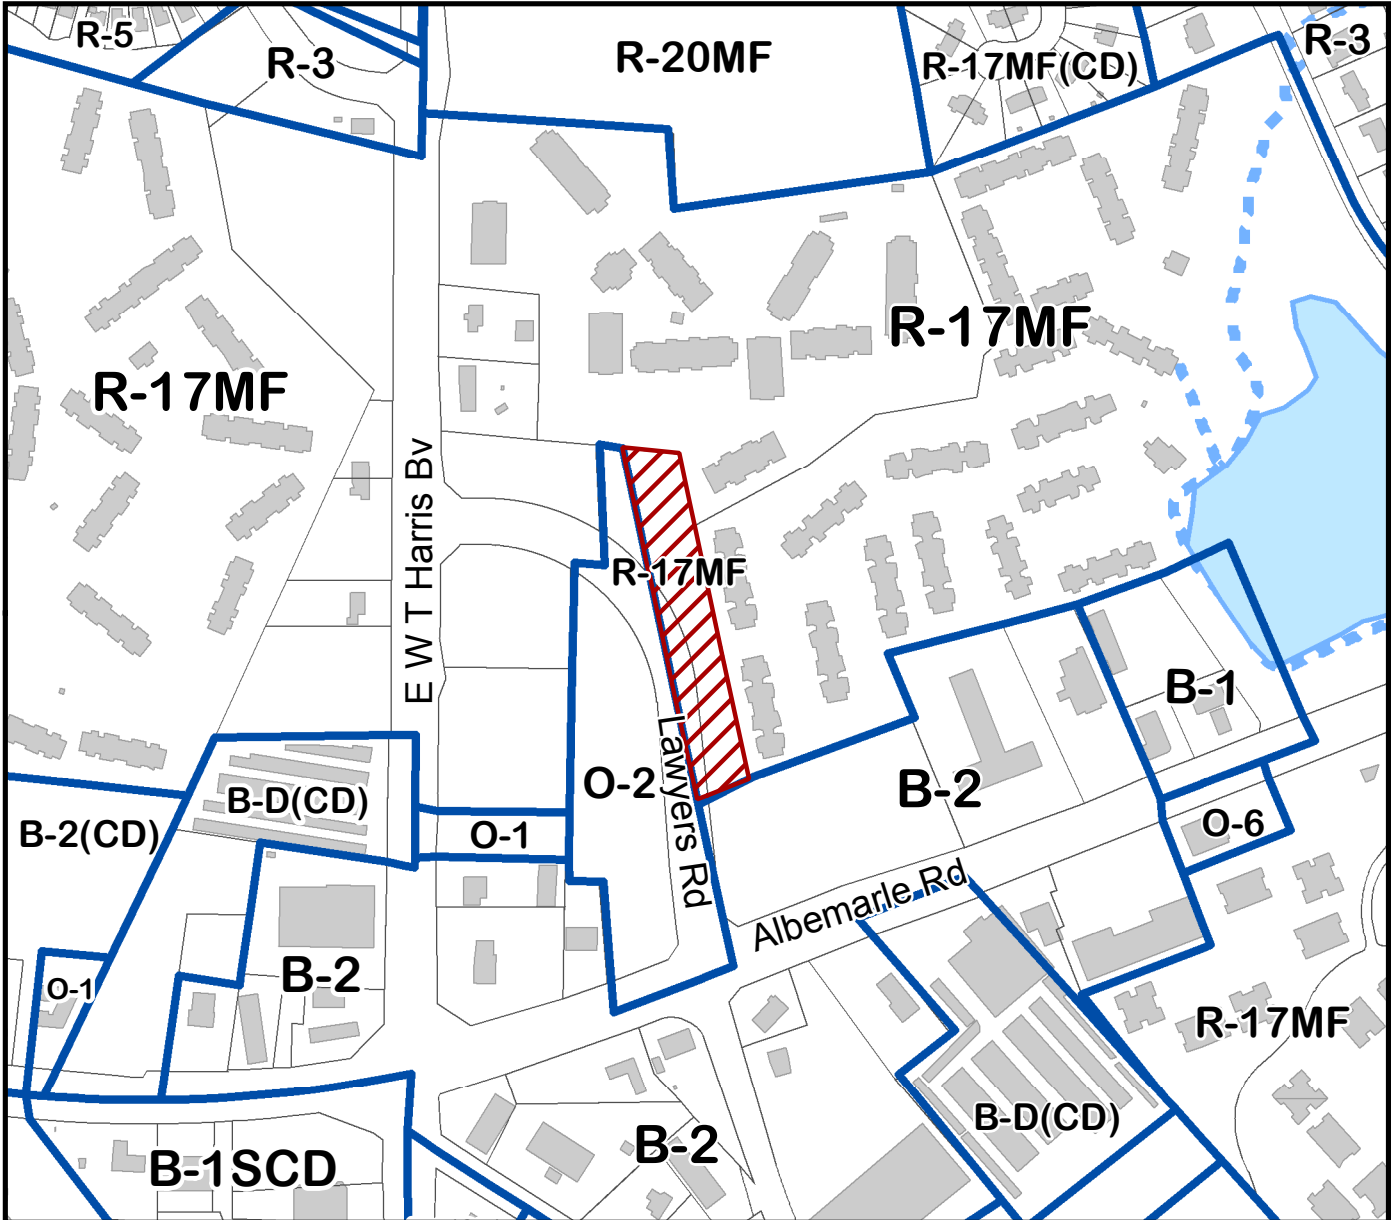 R-5
R-3
R-20MF
R-17MF(CD)
R-3
R-17MF
R-17MF
E W T Harris Bv
R-17MF
Lawyers Rd
B-1
O-2
B-2
B-D(CD)
B-2(CD)
O-1
O-6
Albemarle Rd
O-1
B-2
R-17MF
B-D(CD)
B-2
B-1SCD